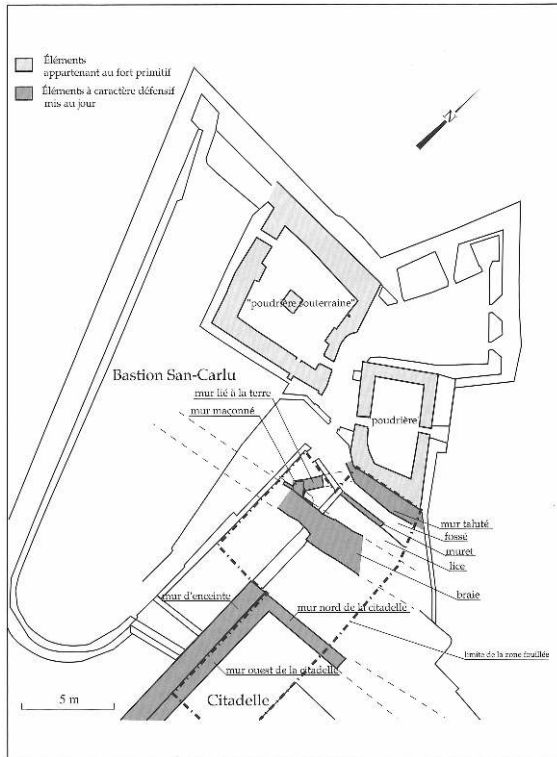 Éléments
appartenant au fort primitif
Éléments à caractère défensif
mis au jour
N
"poudrière souterraine"
Bastion San-Carlu
mur lié à la terre
mur maçonné
poudrière
mur taluté
fossé
muret
lice
braie
mur d'enceinte
mur nord de la citadelle
limite de la zone fouillée
mur ouest de la citadelle
Citadelle
5 m